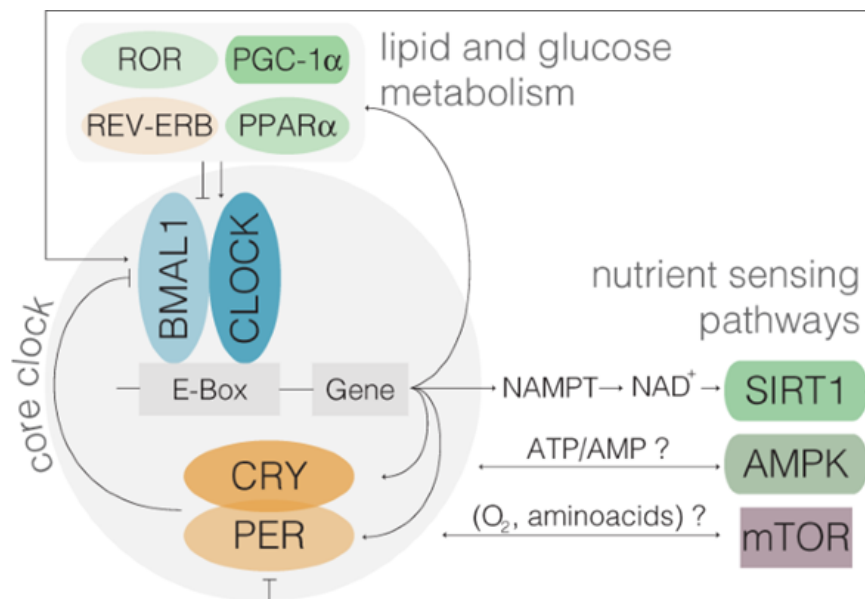 ROR
PGC-1α
lipid and glucose
metabolism
REV-ERB
PPARα
BMAL1
CLOCK
core clock
nutrient sensing
pathways
E-Box
Gene
NAMPT
NAD+
SIRT1
CRY
ATP/AMP ?
AMPK
PER
(O2, aminoacids) ?
mTOR